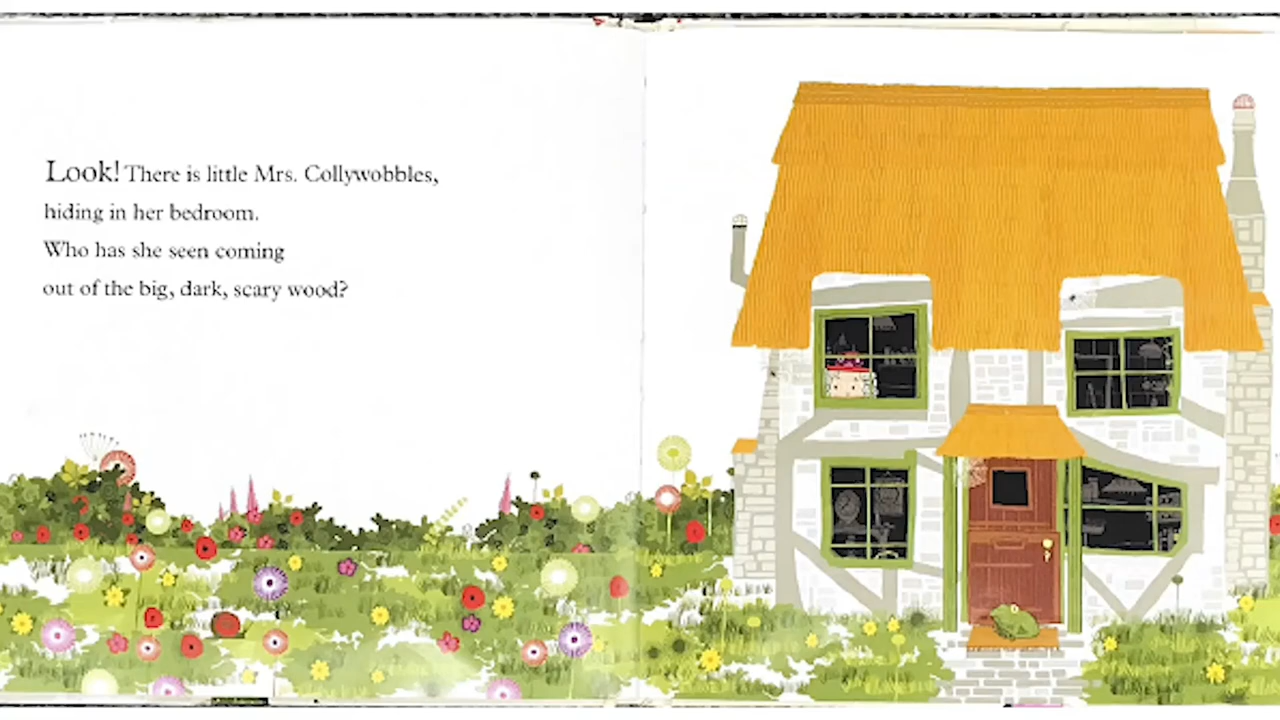 Look! There is little Mrs. Collywobbles,
hiding in her bedroom.
Who has she seen coming
out of the big, dark, scary wood?